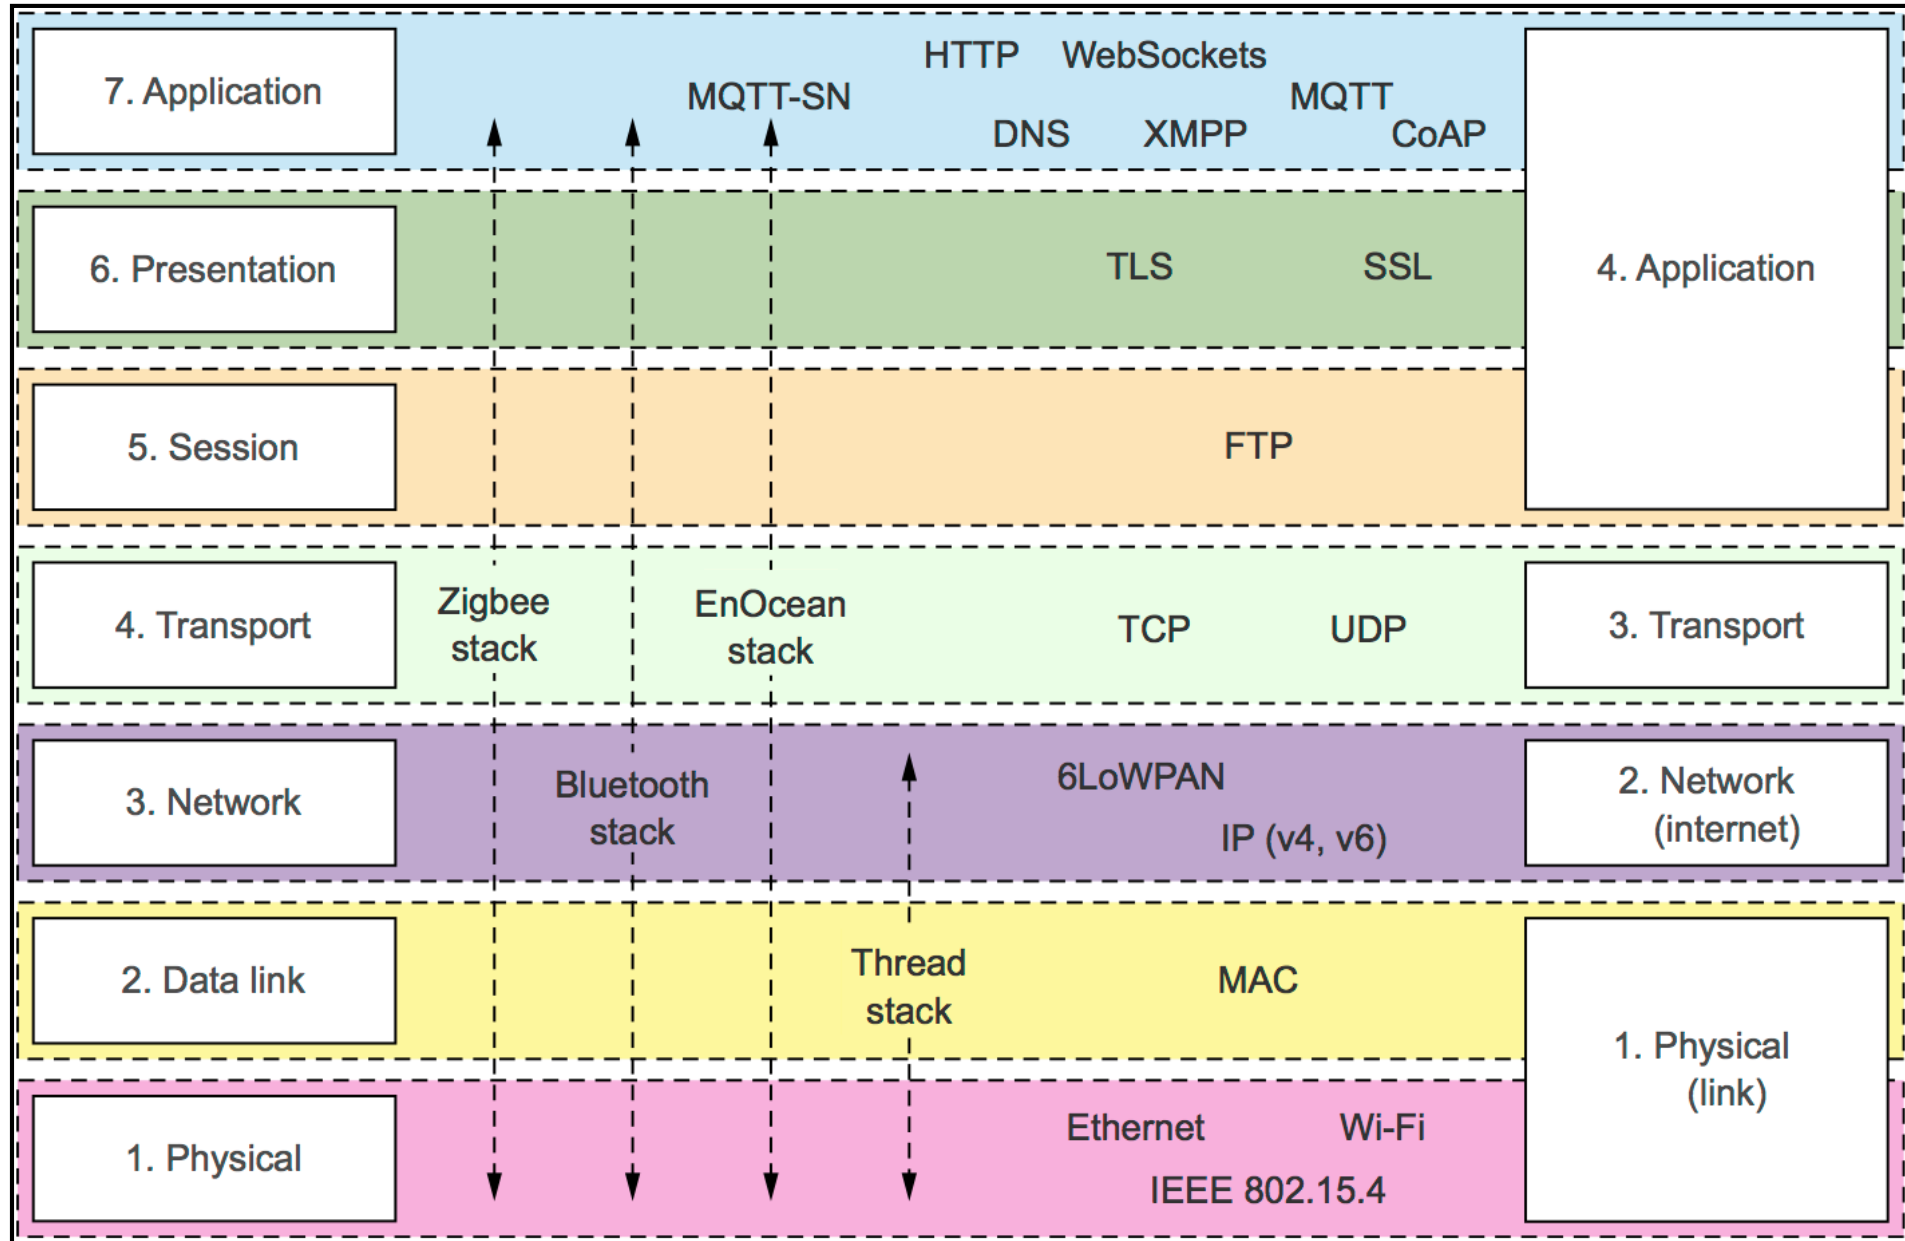 7. Application
HTTP WebSockets
MQTT-SN MQTT
DNS XMPP CoAP
6. Presentation
TLS SSL
4. Application
5. Session
FTP
4. Transport
Zigbee
stack
EnOcean
stack
TCP UDP
3. Transport
3. Network
Bluetooth
stack
6LoWPAN
IP (v4, v6)
2. Network
(internet)
2. Data link
Thread
stack
MAC
1. Physical
(link)
1. Physical
Ethernet Wi-Fi
IEEE 802.15.4